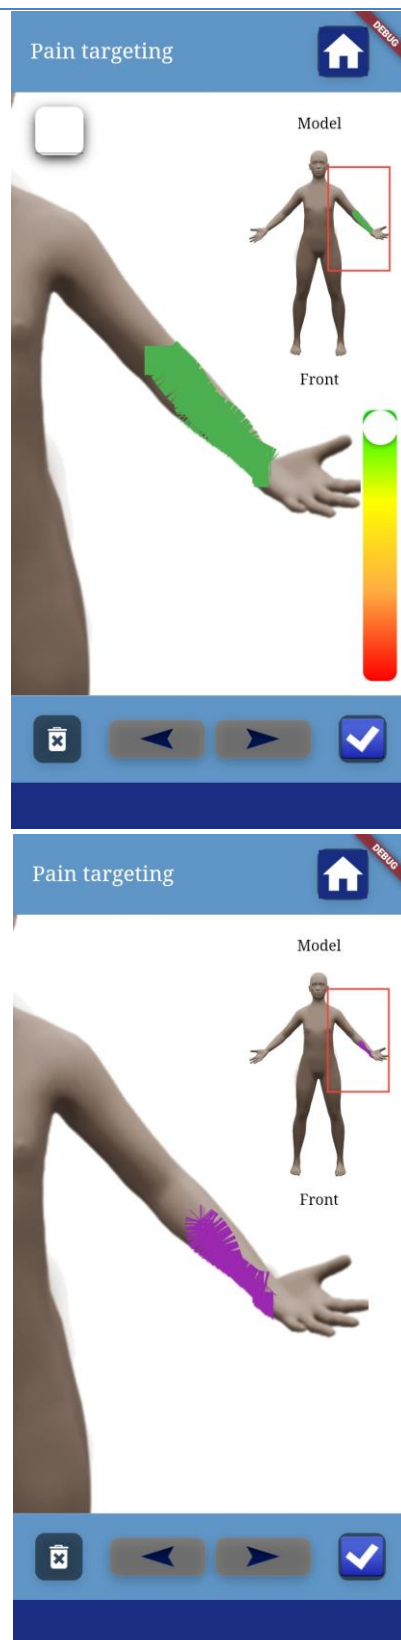 Pain targeting
DEBUG
Model
Front
Pain targeting
DEBUG
Model
Front